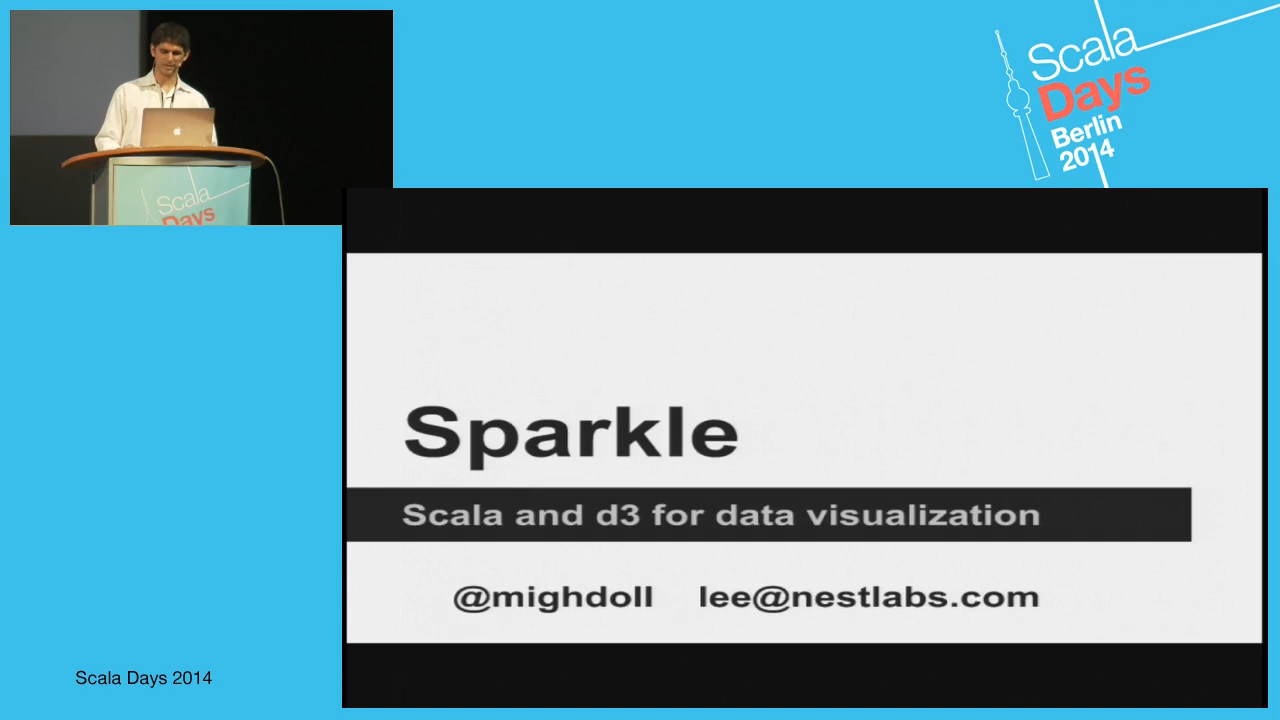 Scala
Days
Berlin
2014
Scala
Days
Sparkle
Scala and d3 for data visualization
@mighdoll lee@nestlabs.com
Scala Days 2014